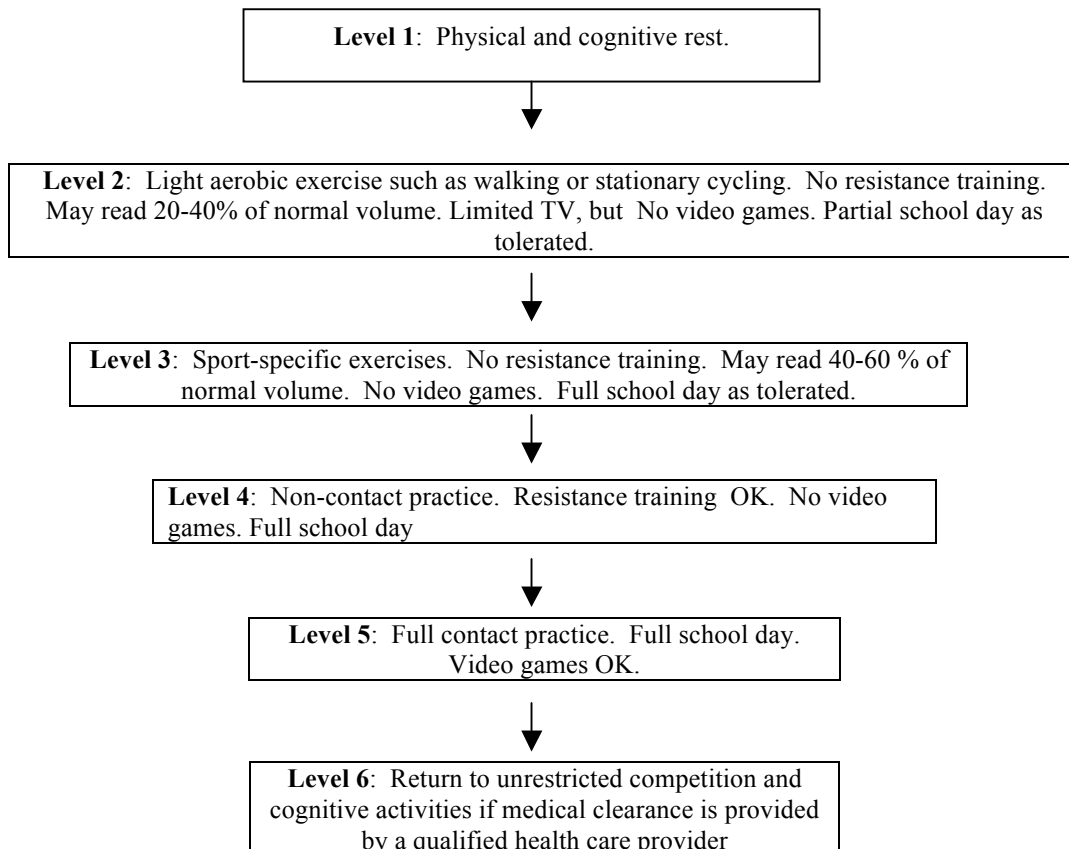 Level 1:  Physical and cognitive rest.
Level 2:  Light aerobic exercise such as walking or stationary cycling.  No resistance training.
May read 20-40% of normal volume. Limited TV, but  No video games. Partial school day as
tolerated.
Level 3:  Sport-specific exercises.  No resistance training.  May read 40-60 % of
normal volume.  No video games.  Full school day as tolerated.
Level 4:  Non-contact practice.  Resistance training  OK.  No video
games. Full school day
Level 5:  Full contact practice.  Full school day.
Video games OK.
Level 6:  Return to unrestricted competition and
cognitive activities if medical clearance is provided
by a qualified health care provider